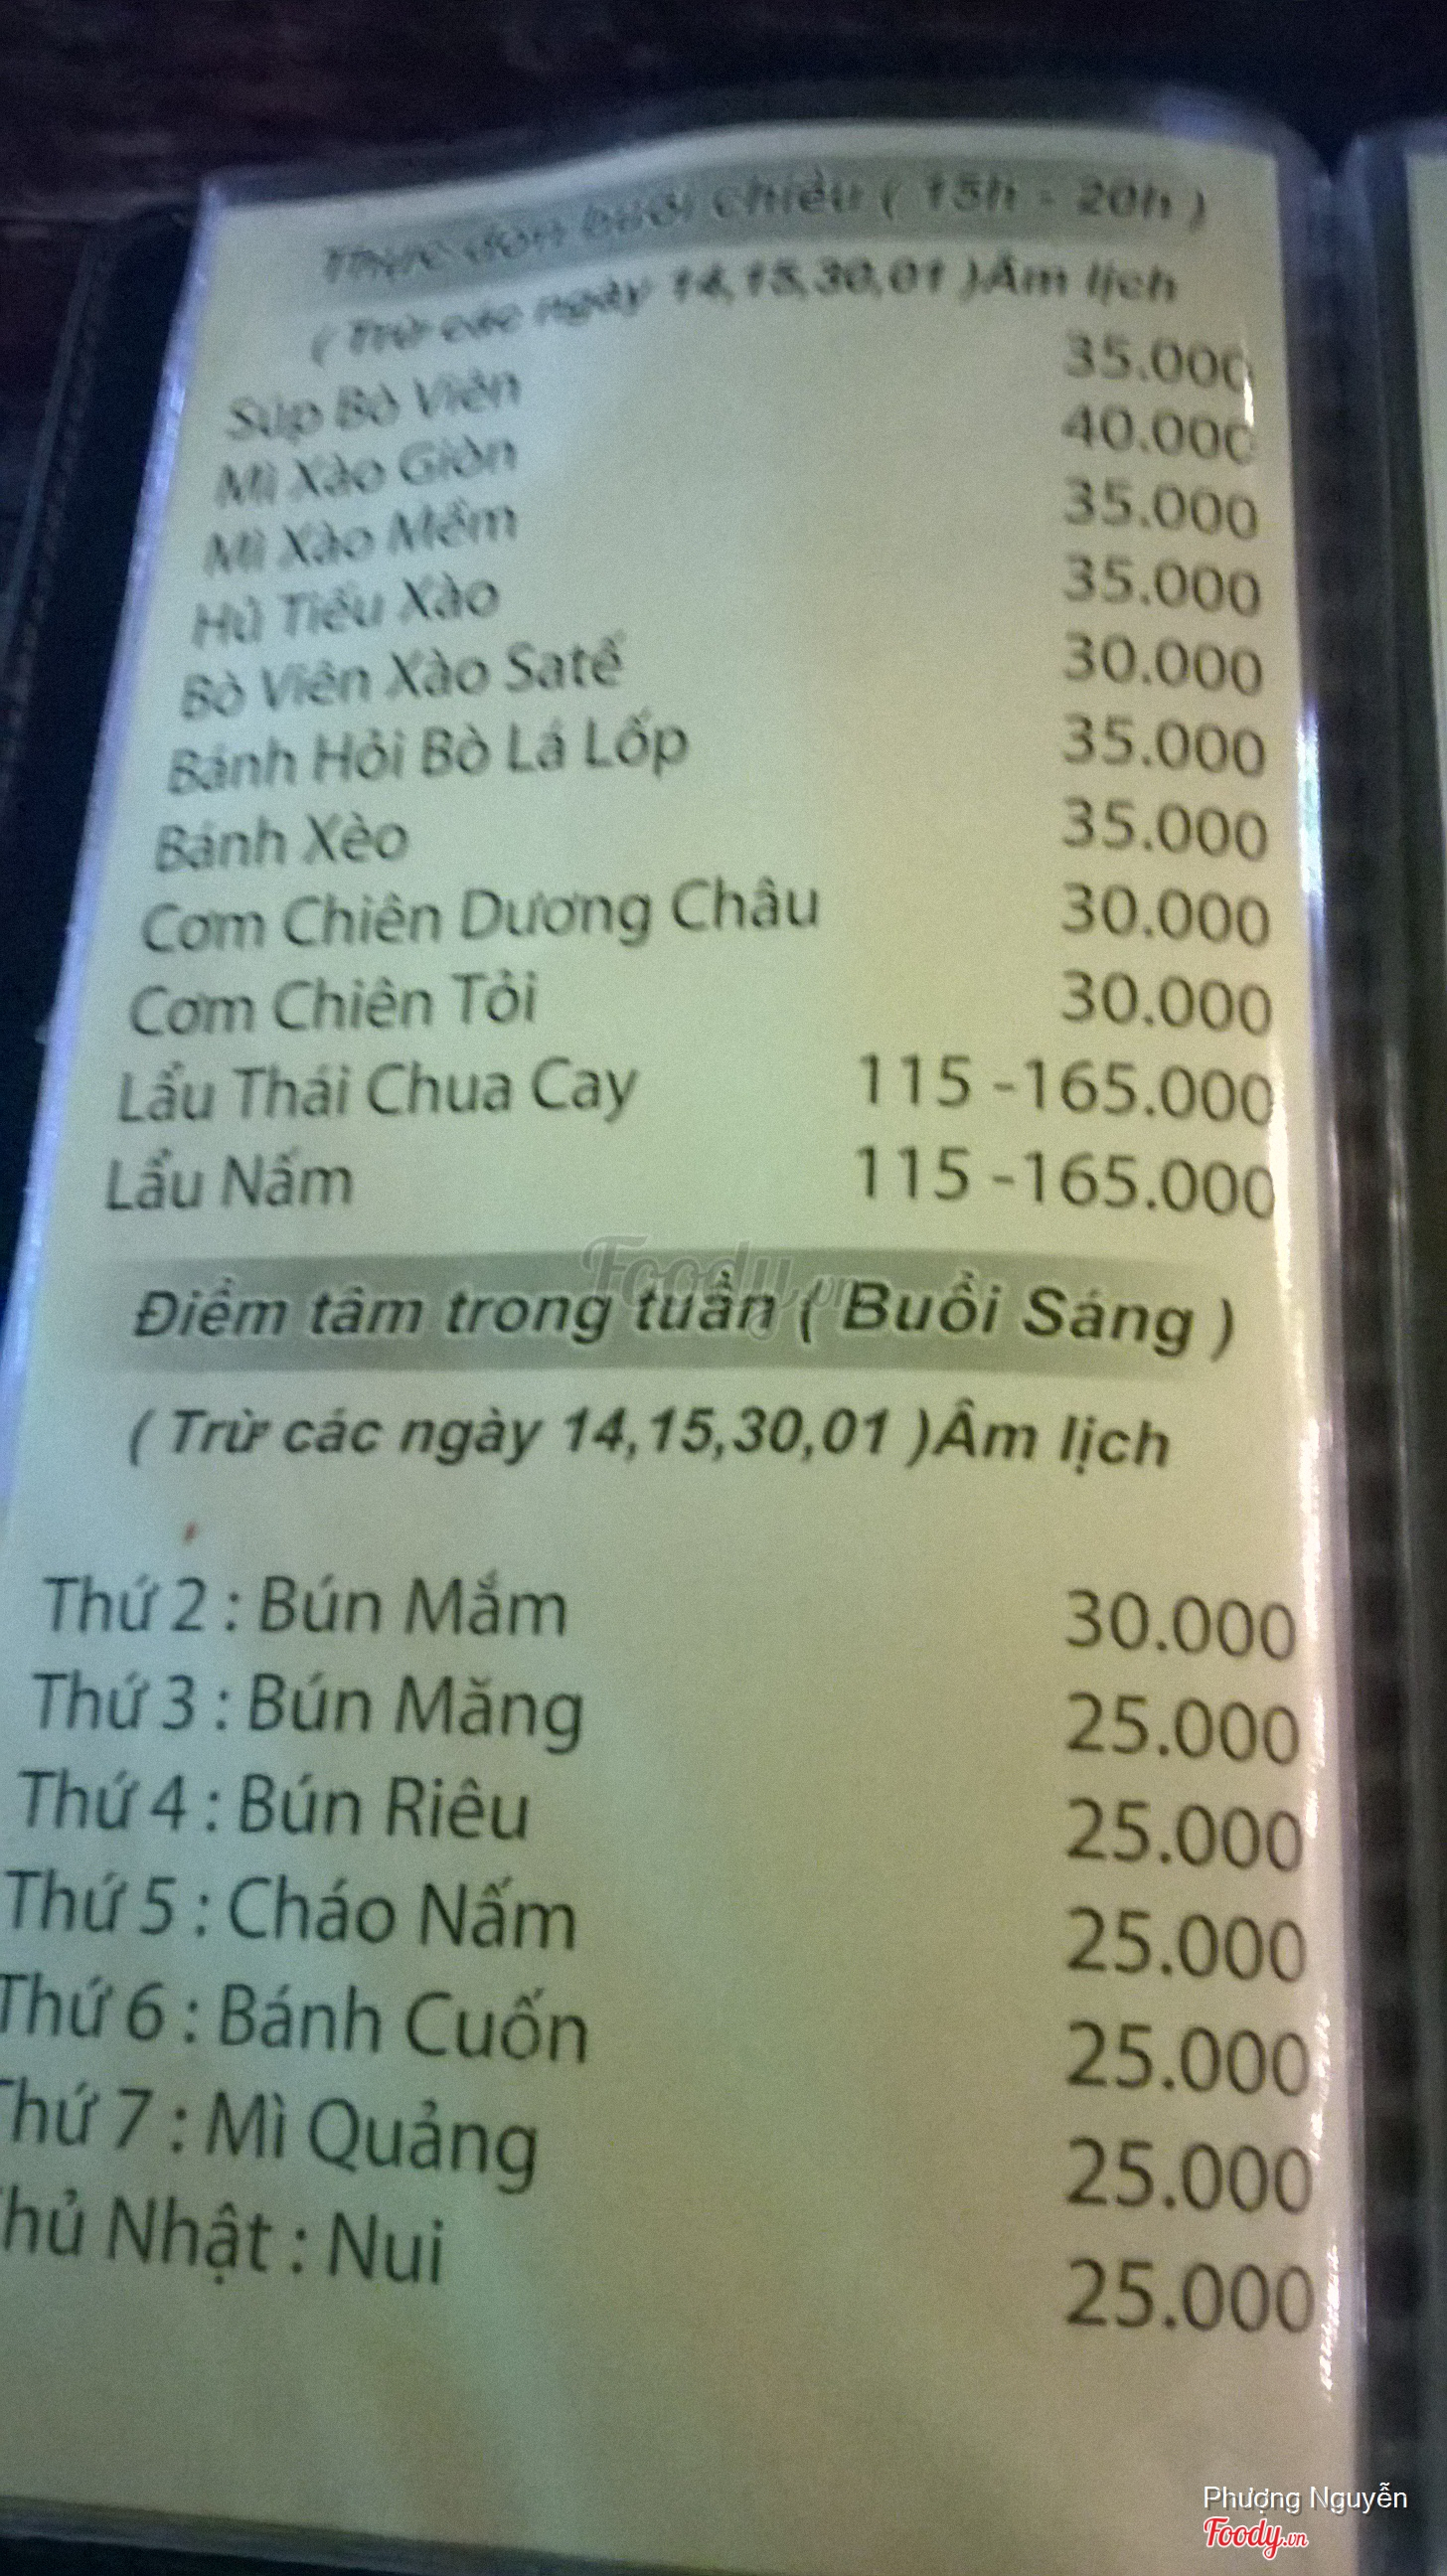 Thực đơn buổi chiều ( 15h - 20h )
( Trừ các ngày 14,15,30,01 )Âm lịch
Súp Bò Viên 35.000
Mì Xào Giòn 40.000
Mì Xào Mềm 35.000
Hủ Tiếu Xào 35.000
Bò Viên Xào Satế 30.000
Bánh Hỏi Bò Lá Lốp 35.000
Bánh Xèo 35.000
Cơm Chiên Dương Châu 30.000
Cơm Chiên Tỏi 30.000
Lẩu Thái Chua Cay 115 -165.000
Lẩu Nấm 115 -165.000
Foody.vn
Điểm tâm trong tuần ( Buổi Sáng )
( Trừ các ngày 14,15,30,01 )Âm lịch
Thứ 2 : Bún Mắm 30.000
Thứ 3 : Bún Măng 25.000
Thứ 4 : Bún Riêu 25.000
Thứ 5 : Cháo Nấm 25.000
Thứ 6 : Bánh Cuốn 25.000
Thứ 7 : Mì Quảng 25.000
hủ Nhật : Nui 25.000
Phượng Nguyễn
Foody.vn